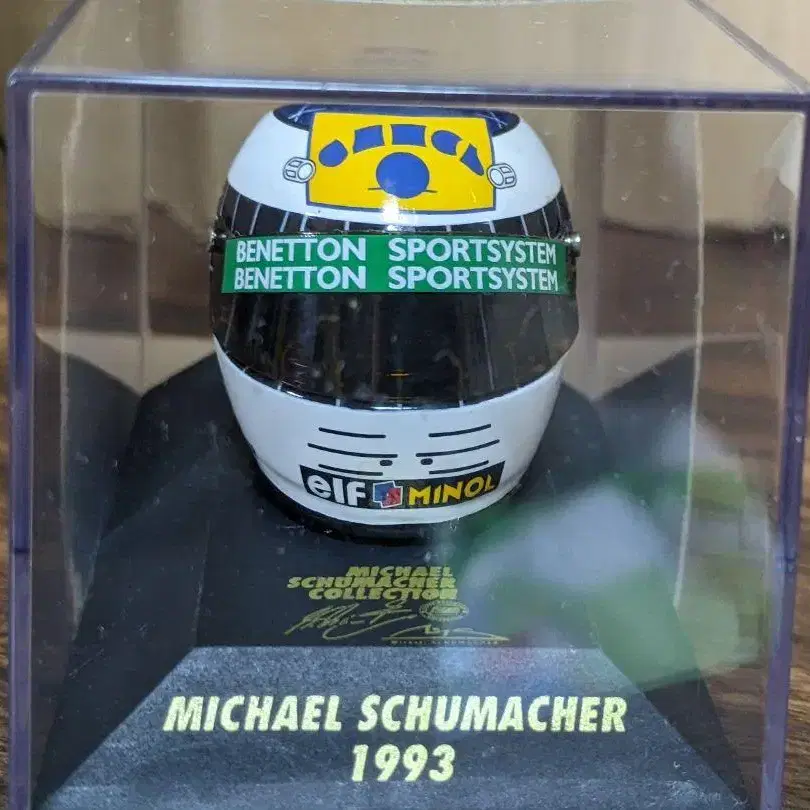 BENETTON SPORTSYSTEM
BENETTON SPORTSYSTEM
elf MINOL
MICHAEL
SCHUMACHER
COLLECTION
MICHAEL SCHUMACHER
1993